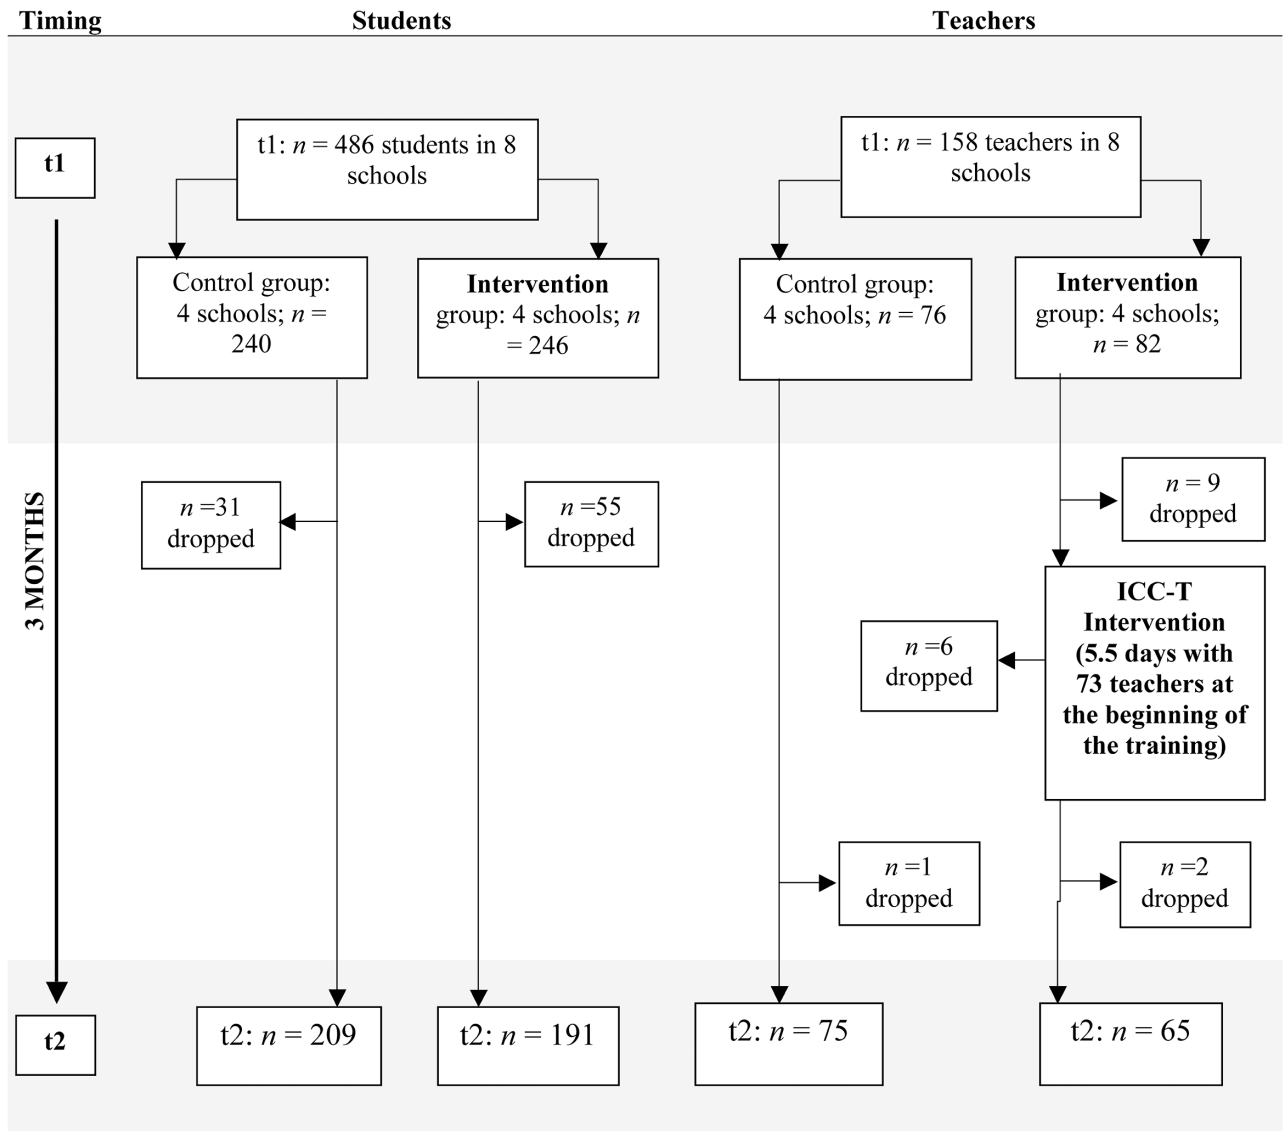 Timing
Students
Teachers
t1
t1: n = 486 students in 8
schools
t1: n = 158 teachers in 8
schools
Control group:
4 schools; n =
240
Intervention
group: 4 schools; n
= 246
Control group:
4 schools; n = 76
Intervention
group: 4 schools;
n = 82
3 MONTHS
n =31
dropped
n =55
dropped
n = 9
dropped
ICC-T
Intervention
(5.5 days with
73 teachers at
the beginning of
the training)
n =6
dropped
n =1
dropped
n =2
dropped
t2
t2: n = 209
t2: n = 191
t2: n = 75
t2: n = 65